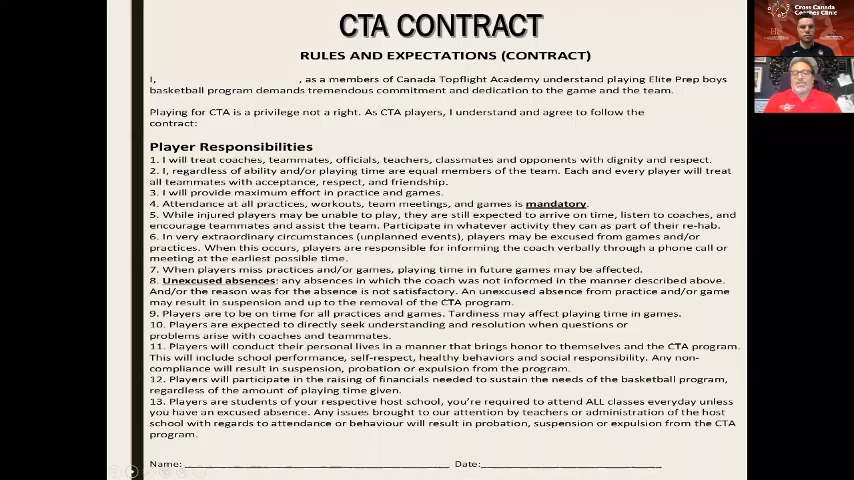 CTA CONTRACT
Cross Canada
Coaches Clinic
RULES AND EXPECTATIONS (CONTRACT)
I, , as a members of Canada Topflight Academy understand playing Elite Prep boys
basketball program demands tremendous commitment and dedication to the game and the team.
Playing for CTA is a privilege not a right. As CTA players, I understand and agree to follow the
contract:
Player Responsibilities
1. I will treat coaches, teammates, officials, teachers, classmates and opponents with dignity and respect.
2. I, regardless of ability and/or playing time are equal members of the team. Each and every player will treat
all teammates with acceptance, respect, and friendship.
3. I will provide maximum effort in practice and games.
4. Attendance at all practices, workouts, team meetings, and games is mandatory.
5. While injured players may be unable to play, they are still expected to arrive on time, listen to coaches, and
encourage teammates and assist the team. Participate in whatever activity they can as part of their re-hab.
6. In very extraordinary circumstances (unplanned events), players may be excused from games and/or
practices. When this occurs, players are responsible for informing the coach verbally through a phone call or
meeting at the earliest possible time.
7. When players miss practices and/or games, playing time in future games may be affected.
8. Unexcused absences: any absences in which the coach was not informed in the manner described above.
And/or the reason was for the absence is not satisfactory. An unexcused absence from practice and/or game
may result in suspension and up to the removal of the CTA program.
9. Players are to be on time for all practices and games. Tardiness may affect playing time in games.
10. Players are expected to directly seek understanding and resolution when questions or
problems arise with coaches and teammates.
11. Players will conduct their personal lives in a manner that brings honor to themselves and the CTA program.
This will include school performance, self-respect, healthy behaviors and social responsibility. Any non-
compliance will result in suspension, probation or expulsion from the program.
12. Players will participate in the raising of financials needed to sustain the needs of the basketball program,
regardless of the amount of playing time given.
13. Players are students of your respective host school, you're required to attend ALL classes everyday unless
you have an excused absence. Any issues brought to our attention by teachers or administration of the host
school with regards to attendance or behaviour will result in probation, suspension or expulsion from the CTA
program.
Name: Date: